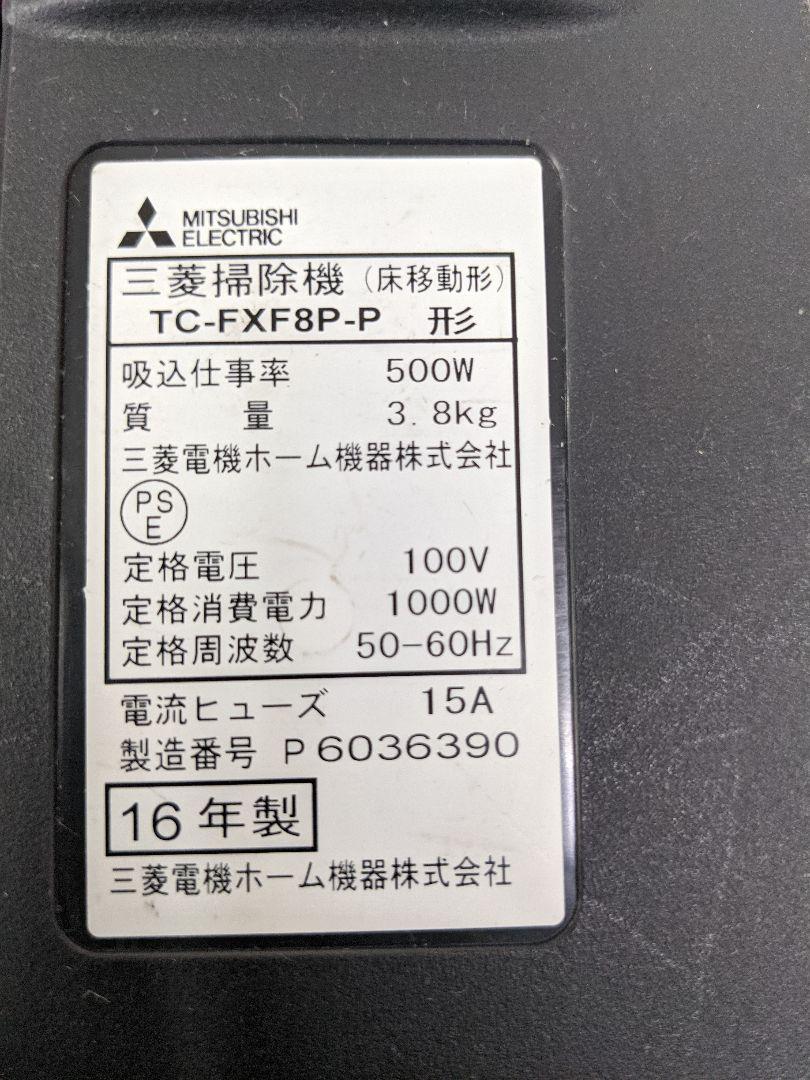 MITSUBISHI
ELECTRIC
三菱掃除機（床移動形）
TC-FXF8P-P 形
吸込仕事率 500W
質 量 3.8kg
三菱電機ホーム機器株式会社
PS
E
定格電圧 100V
定格消費電力 1000W
定格周波数 50-60Hz
電流ヒューズ 15A
製造番号 P6036390
16年製
三菱電機ホーム機器株式会社